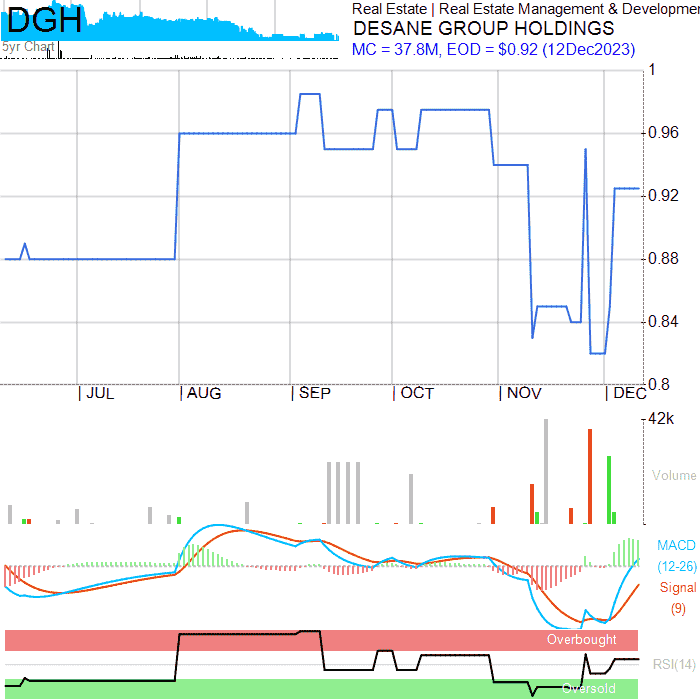 DGH
5yr Chart
Real Estate | Real Estate Management & Developmen
DESANE GROUP HOLDINGS
MC = 37.8M, EOD = $0.92 (12Dec2023)
1
0.96
0.92
0.88
0.84
0.8
| JUL | AUG | SEP | OCT | NOV | DEC
42k
Volume
MACD
(12-26)
Signal
(9)
Overbought
RSI(14)
Oversold